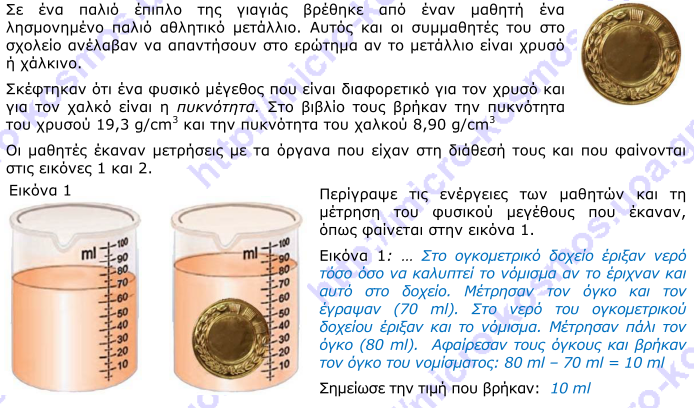 Σε ένα παλιό έπιπλο της γιαγιάς βρέθηκε από έναν μαθητή ένα
λησμονημένο παλιό αθλητικό μετάλλιο. Αυτός και οι συμμαθητές του στο
σχολείο ανέλαβαν να απαντήσουν στο ερώτημα αν το μετάλλιο είναι χρυσό
ή χάλκινο.
Σκέφτηκαν ότι ένα φυσικό μέγεθος που είναι διαφορετικό για τον χρυσό και
για τον χαλκό είναι η πυκνότητα. Στο βιβλίο τους βρήκαν την πυκνότητα
του χρυσού 19,3 g/cm³ και την πυκνότητα του χαλκού 8,90 g/cm³
Οι μαθητές έκαναν μετρήσεις με τα όργανα που είχαν στη διάθεσή τους και που φαίνονται
στις εικόνες 1 και 2.
Εικόνα 1
ml
100
90
80
70
60
50
40
30
20
10
ml
100
90
80
70
60
50
40
30
20
10
Περίγραψε τις ενέργειες των μαθητών και τη
μέτρηση του φυσικού μεγέθους που έκαναν,
όπως φαίνεται στην εικόνα 1.
Εικόνα 1: … Στο ογκομετρικό δοχείο έριξαν νερό
τόσο όσο να καλυπτεί το νόμισμα αν το έριχναν και
αυτό στο δοχείο. Μέτρησαν τον όγκο και τον
έγραψαν (70 ml). Στο νερό του ογκομετρικού
δοχείου έριξαν και το νόμισμα. Μέτρησαν πάλι τον
όγκο (80 ml). Αφαίρεσαν τους όγκους και βρήκαν
τον όγκο του νομίσματος: 80 ml – 70 ml = 10 ml
Σημείωσε την τιμή που βρήκαν: 10 ml